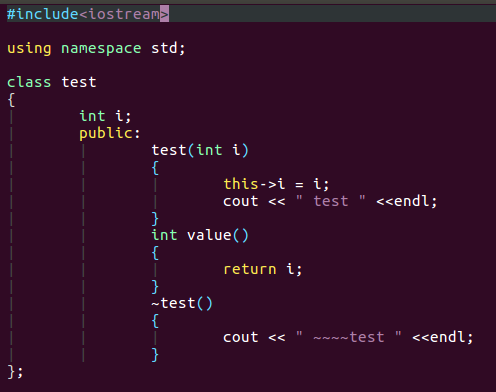 #include<iostream>
using namespace std;
class test
{
int i;
public:
test(int i)
{
this->i = i;
cout << " test " <<endl;
}
int value()
{
return i;
}
~test()
{
cout << " ~~~~test " <<endl;
}
};